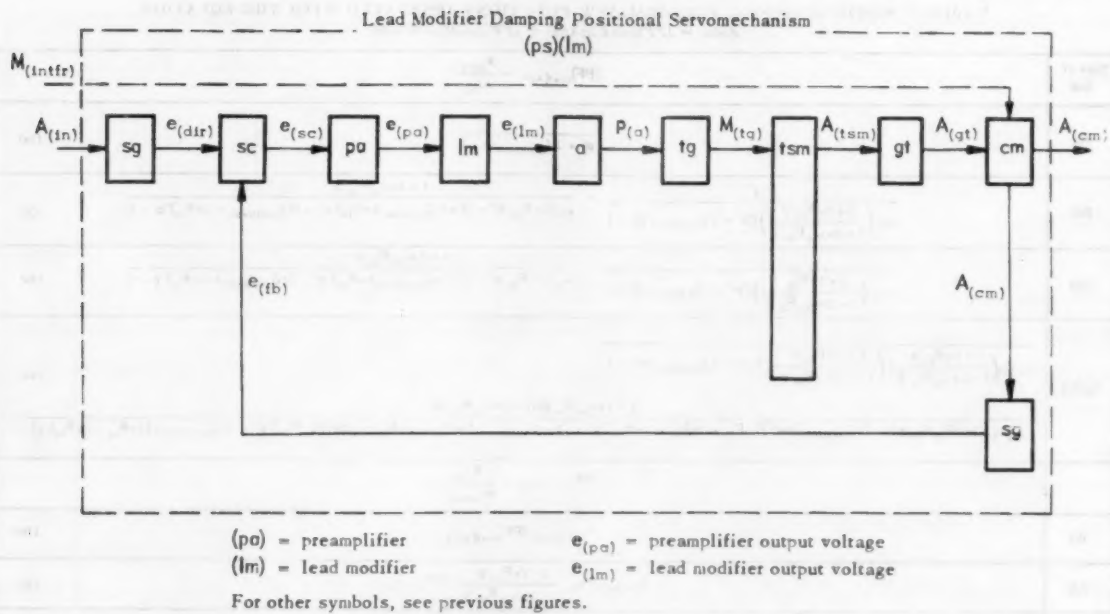 Lead Modifier Damping Positional Servomechanism
(ps)(lm)
M(intfr)
A(in) sg e(dir) sc e(sc) pa e(pa) lm e(lm) a p(a) tg M(tg) tsm A(tsm) gt A(gt) cm A(cm)
e(fb)
A(cm)
sg
(pa) = preamplifier e(pa) = preamplifier output voltage
(lm) = lead modifier e(lm) = lead modifier output voltage
For other symbols, see previous figures.